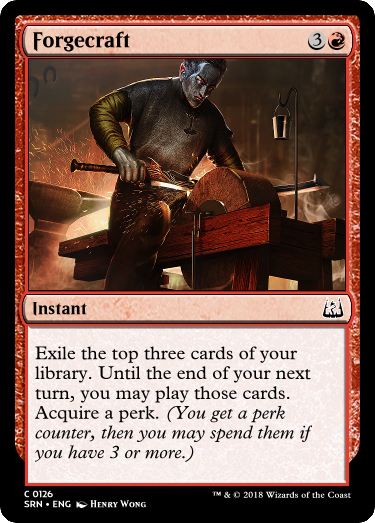 Forgecraft 3
Instant
Exile the top three cards of your
library. Until the end of your next
turn, you may play those cards.
Acquire a perk. (You get a perk
counter, then you may spend them if
you have 3 or more.)
C 0126
SRN • ENG Henry Wong
™ & © 2018 Wizards of the Coast